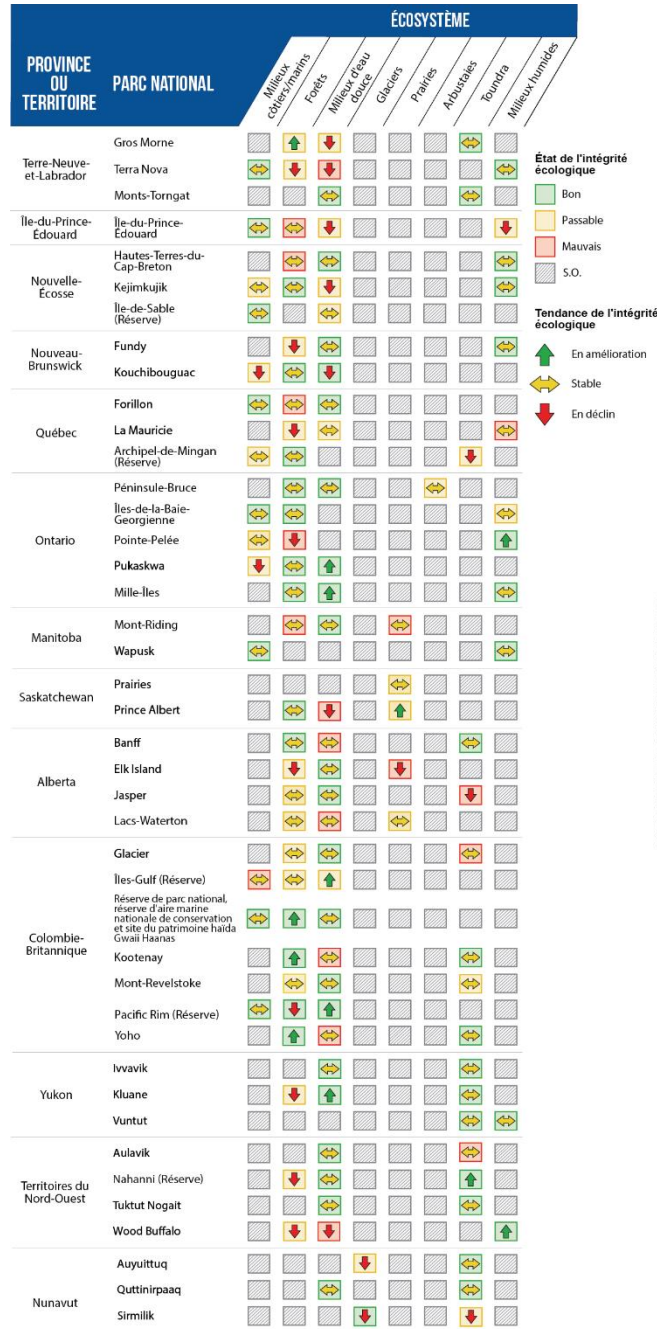 ÉCOSYSTÈME
PROVINCE
OU
TERRITOIRE
PARC NATIONAL
Milieux
côtiers/marins
Forêts
Milieux d'eau
douce
Glaciers
Prairies
Arbustaies
Toundra
Milieux humides
Terre-Neuve-
et-Labrador
Gros Morne
Terra Nova
Monts-Torngat
Île-du-Prince-
Édouard
Île-du-Prince-
Édouard
Nouvelle-
Écosse
Hautes-Terres-du-
Cap-Breton
Kejimkujik
Île-de-Sable
(Réserve)
Nouveau-
Brunswick
Fundy
Kouchibouguac
Québec
Forillon
La Mauricie
Archipel-de-Mingan
(Réserve)
Ontario
Péninsule-Bruce
Îles-de-la-Baie-
Georgienne
Pointe-Pelée
Pukaskwa
Mille-Îles
Manitoba
Mont-Riding
Wapusk
Saskatchewan
Prairies
Prince Albert
Alberta
Banff
Elk Island
Jasper
Lacs-Waterton
Colombie-
Britannique
Glacier
Îles-Gulf (Réserve)
Réserve de parc national,
réserve d'aire marine
nationale de conservation
et site du patrimoine haïda
Gwaii Haanas
Kootenay
Mont-Revelstoke
Pacific Rim (Réserve)
Yoho
Yukon
Ivvavik
Kluane
Vuntut
Territoires du
Nord-Ouest
Aulavik
Nahanni (Réserve)
Tuktut Nogait
Wood Buffalo
Nunavut
Auyuittuq
Quttinirpaaq
Sirmilik
État de l'intégrité
écologique
Bon
Passable
Mauvais
S.O.
Tendance de l'intégrité
écologique
En amélioration
Stable
En déclin